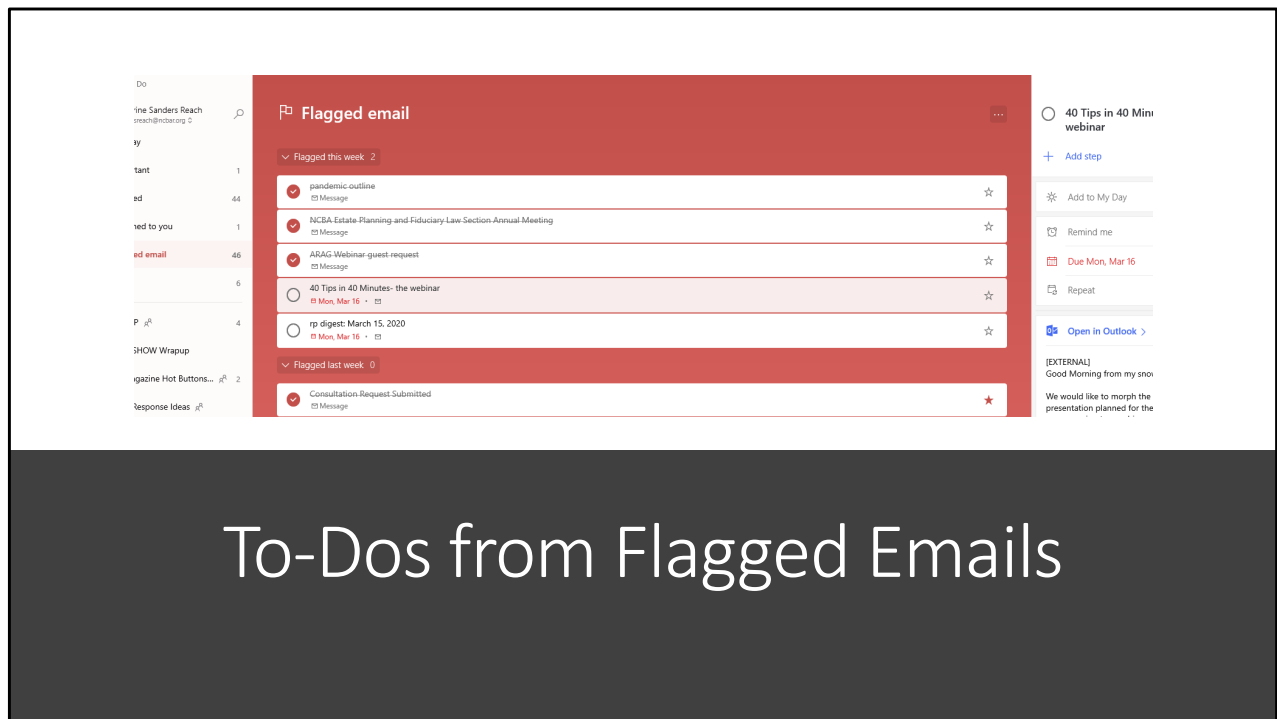 Do
rine Sanders Reach
sreach@ncbar.org
ay
tant 1
ed 44
ned to you 1
ed email 46
6
P 4
SHOW Wrapup
gazine Hot Buttons... 2
Response Ideas
Flagged email
Flagged this week 2
pandemic outline
Message
NCBA Estate Planning and Fiduciary Law Section Annual Meeting
Message
ARAG Webinar guest request
Message
40 Tips in 40 Minutes- the webinar
Mon, Mar 16
rp digest: March 15, 2020
Mon, Mar 16
Flagged last week 0
Consultation Request Submitted
Message
40 Tips in 40 Minu
webinar
Add step
Add to My Day
Remind me
Due Mon, Mar 16
Repeat
Open in Outlook
[EXTERNAL]
Good Morning from my snow
We would like to morph the
presentation planned for the
To-Dos from Flagged Emails